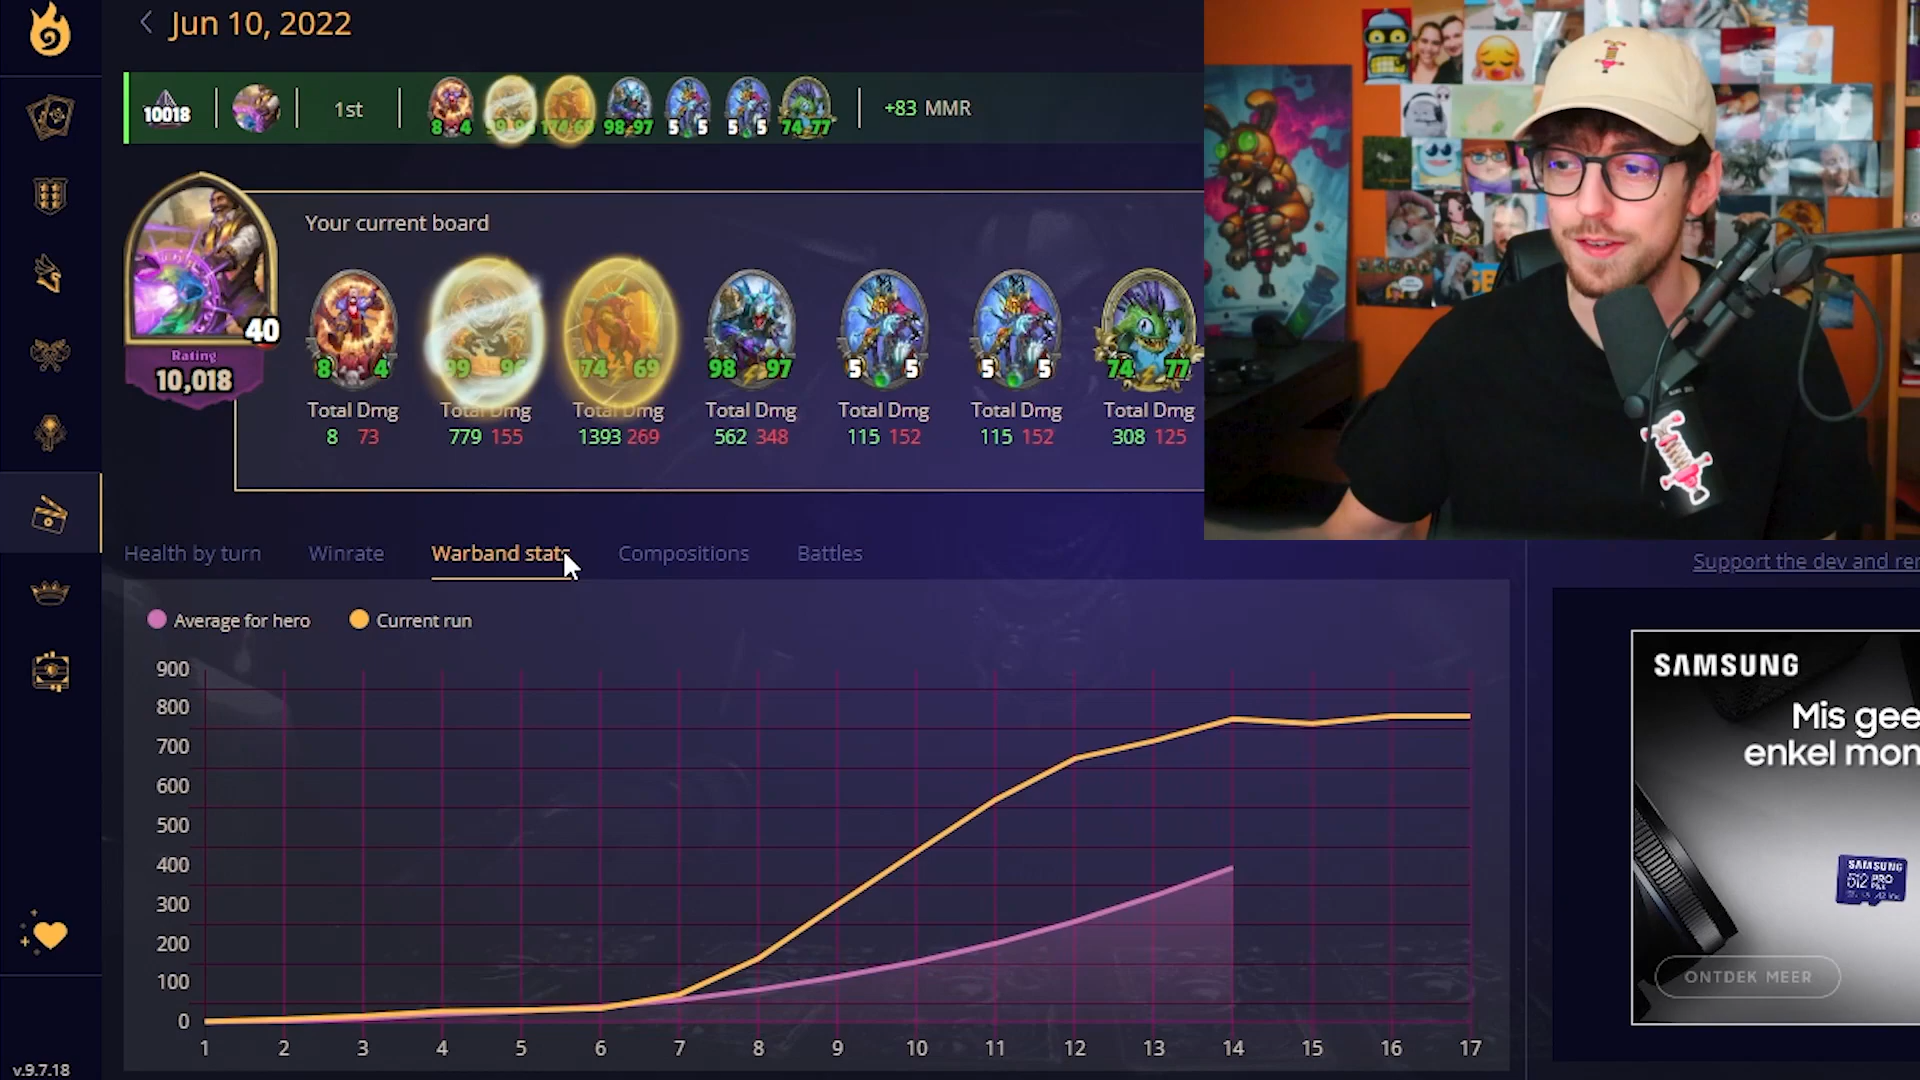 Jun 10, 2022
10018
1st
8 4
98 97
5 5
5 5
74 77
+83 MMR
40
Rating
10,018
Your current board
8 4
99 96
74 69
98 97
5 5
5 5
74 77
Total Dmg Total Dmg Total Dmg Total Dmg Total Dmg Total Dmg Total Dmg
8 73 779 155 1393 269 562 348 115 152 115 152 308 125
Health by turn Winrate Warband stats Compositions Battles
Support the dev and
Average for hero Current run
900
800
700
600
500
400
300
200
100
0
1 2 3 4 5 6 7 8 9 10 11 12 13 14 15 16 17
SAMSUNG
Mis gee
enkel mon
SAMSUNG
512 PRO
ONTDEK MEER
v.9.7.18